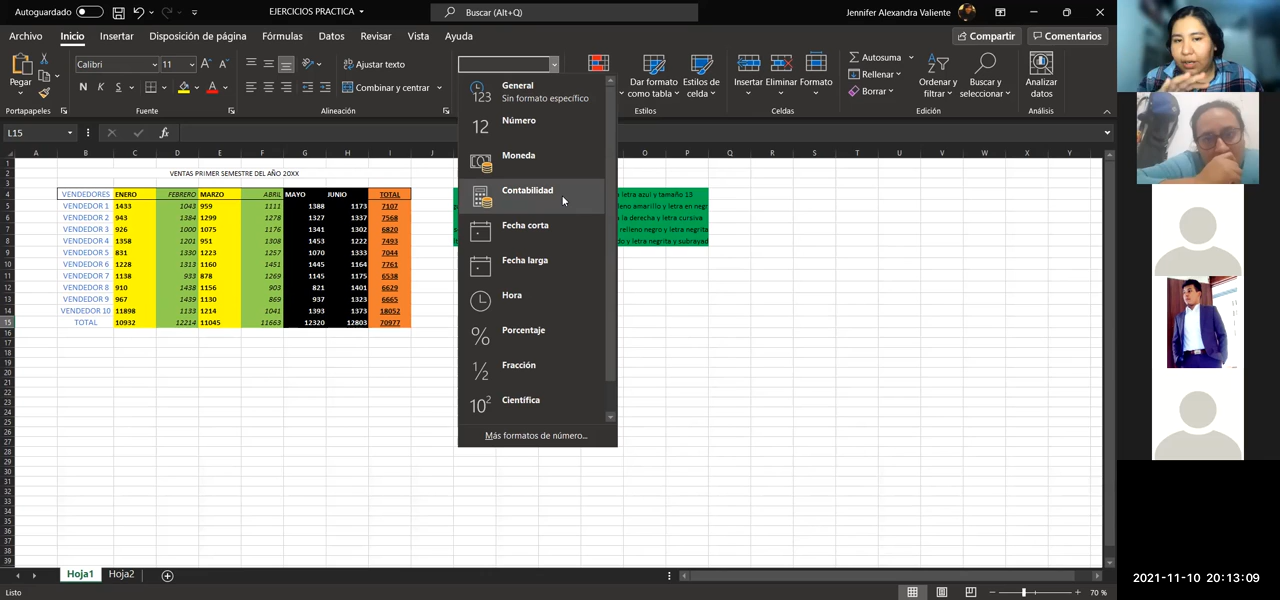 Autoguardado
EJERCICIOS PRACTICA
Buscar (Alt+Q)
Jennifer Alexandra Valiente
Archivo Inicio Insertar Disposición de página Fórmulas Datos Revisar Vista Ayuda
Compartir Comentarios
Pegar
Calibri 11
Ajustar texto
N K S
Combinar y centrar
Dar formato como tabla
Estilos de celda
Insertar Eliminar Formato
Autosuma
Rellenar
Borrar
Ordenar y filtrar
Buscar y seleccionar
Analizar datos
Portapapeles Fuente Alineación Estilos Celdas Edición Análisis
L15 fx
General
Sin formato específico
Número
Moneda
Contabilidad
Fecha corta
Fecha larga
Hora
Porcentaje
Fracción
Científica
Más formatos de número...
A B C D E F G H I J O P Q R S T U V W X Y
VENTAS PRIMER SEMESTRE DEL AÑO 20XX
VENDEDORES ENERO FEBRERO MARZO ABRIL MAYO JUNIO TOTAL
VENDEDOR 1 1433 1043 959 1111 1388 1173 7107
VENDEDOR 2 943 1384 1299 1278 1327 1337 7568
VENDEDOR 3 926 1000 1075 1176 1341 1302 6820
VENDEDOR 4 1358 1201 951 1308 1453 1222 7493
VENDEDOR 5 831 1330 1223 1257 1070 1333 7044
VENDEDOR 6 1228 1313 1160 1451 1445 1164 7761
VENDEDOR 7 1138 933 878 1269 1145 1175 6538
VENDEDOR 8 910 1438 1156 903 821 1401 6629
VENDEDOR 9 967 1439 1130 869 937 1323 6665
VENDEDOR 10 11898 1133 1214 1041 1393 1373 18052
TOTAL 10932 12214 11045 11663 12320 12803 70977
letra azul y tamaño 15
leno amarillo y letra en negr
a la derecha y letra cursiva
relleno negro y letra negrita
do y letra negrita y subrayad
Hoja1 Hoja2
Listo
70 %
2021-11-10 20:13:09